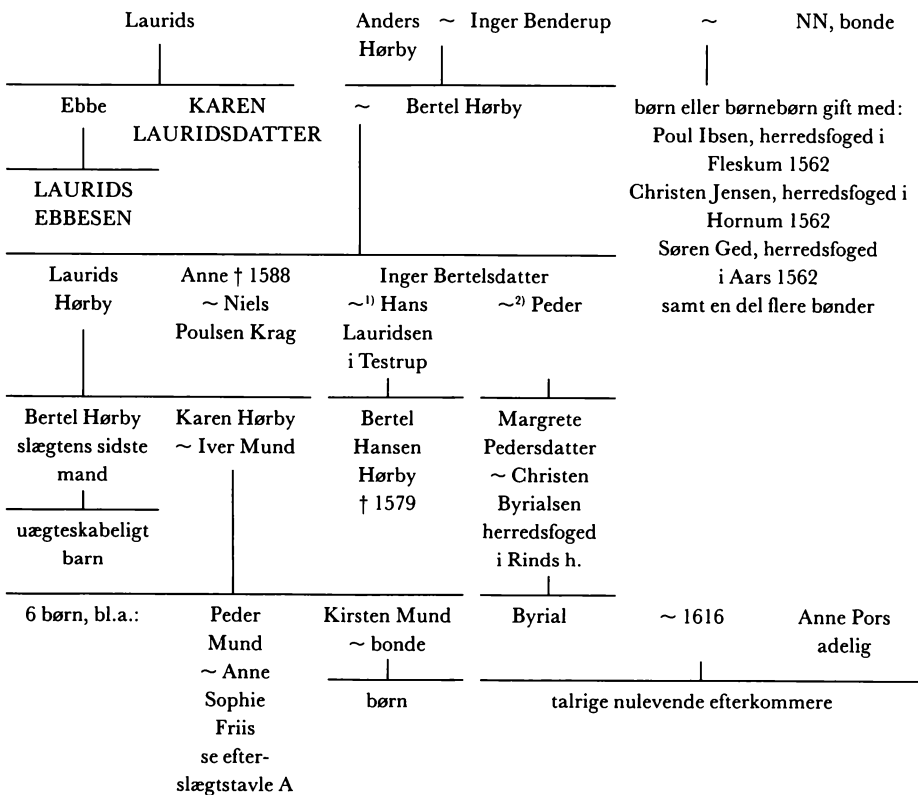 Laurids
Anders ~ Inger Benderup ~ NN, bonde
Hørby
Ebbe
KAREN
LAURIDSDATTER
~ Bertel Hørby
børn eller børnebørn gift med:
Poul Ibsen, herredsfoged i
Fleskum 1562
Christen Jensen, herredsfoged i
Hornum 1562
Søren Ged, herredsfoged
i Aars 1562
samt en del flere bønder
LAURIDS
EBBESEN
Laurids
Hørby
Anne † 1588
~ Niels
Poulsen Krag
Inger Bertelsdatter
~1) Hans
Lauridsen
i Testrup
~2) Peder
Bertel Hørby
slægtens sidste
mand
Karen Hørby
~ Iver Mund
Bertel
Hansen
Hørby
† 1579
Margrete
Pedersdatter
~ Christen
Byrialsen
herredsfoged
i Rinds h.
uægteskabeligt
barn
6 børn, bl.a.:
Peder
Mund
~ Anne
Sophie
Friis
se efter-
slægtstavle A
Kirsten Mund
~ bonde
børn
Byrial ~ 1616 Anne Pors
adelig
talrige nulevende efterkommere